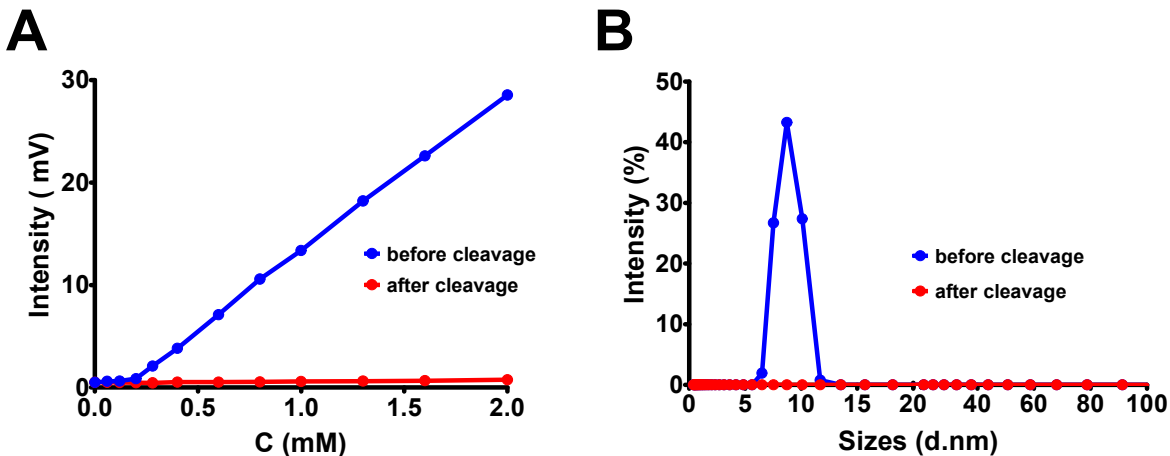 A
Intensity ( mV)
30
20
10
0
0.0 0.5 1.0 1.5 2.0
C (mM)
before cleavage
after cleavage
B
Intensity (%)
50
40
30
20
10
0
0 5 10 15 20 40 60 80 100
Sizes (d.nm)
before cleavage
after cleavage